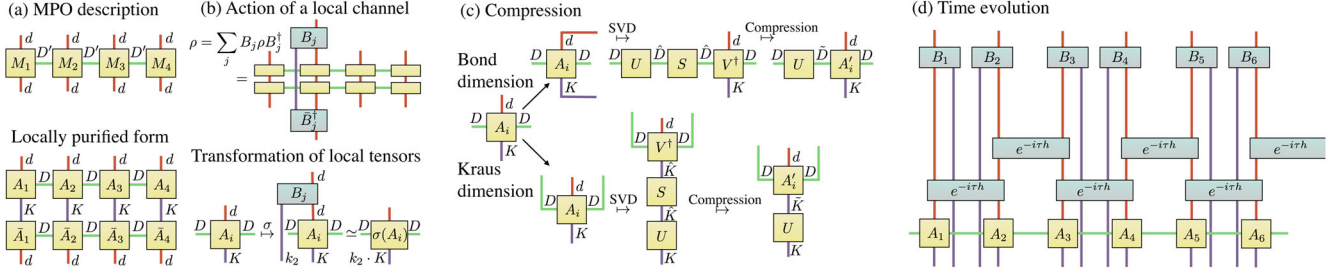 (a) MPO description
d d d d
D′ D′ D′
M₁ M₂ M₃ M₄
d d d d
Locally purified form
d d d d
A₁ D A₂ D A₃ D A₄
K K K K
D D D
Ā₁ Ā₂ Ā₃ Ā₄
d d d d
(b) Action of a local channel
ρ = ∑ⱼ BⱼρBⱼ†
Bⱼ
=
B̄ⱼ†
Transformation of local tensors
d
Bⱼ
d
D Aᵢ D σ ↦ D Aᵢ D ≃ D σ(Aᵢ) D
K k₂ K k₂ · K
(c) Compression
Bond dimension
d
D Aᵢ D
K
SVD ↦
d
D U D̂ S D̂ V† D
K
Compression ↦
d
D U D̃ A′ᵢ D
K
d
D Aᵢ D
K
Kraus dimension
d
D Aᵢ D
K
SVD ↦
d
D V† D
K̂
S
K̂
U
K
Compression ↦
d
D A′ᵢ D
K̃
U
K
(d) Time evolution
B₁ B₂ B₃ B₄ B₅ B₆
e⁻ⁱτʰ e⁻ⁱτʰ e⁻ⁱτʰ
e⁻ⁱτʰ e⁻ⁱτʰ e⁻ⁱτʰ
A₁ A₂ A₃ A₄ A₅ A₆